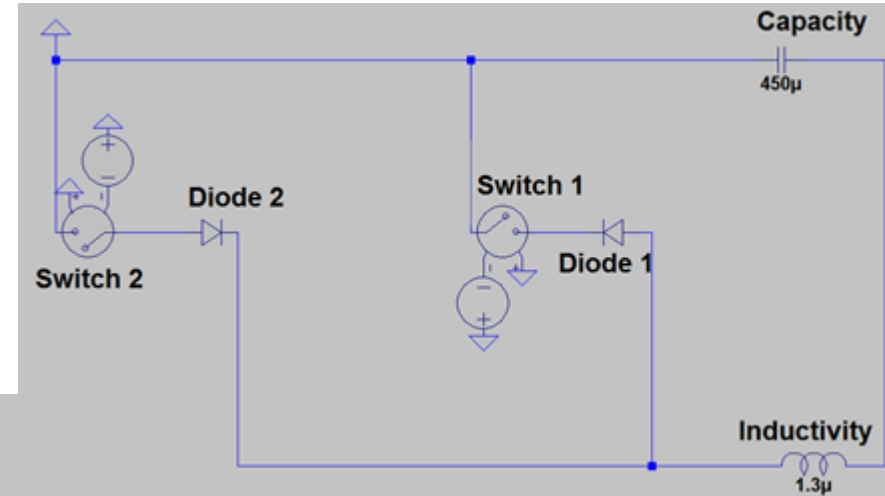 Capacity
450µ
Diode 2
Switch 2
Switch 1
Diode 1
Inductivity
1.3µ